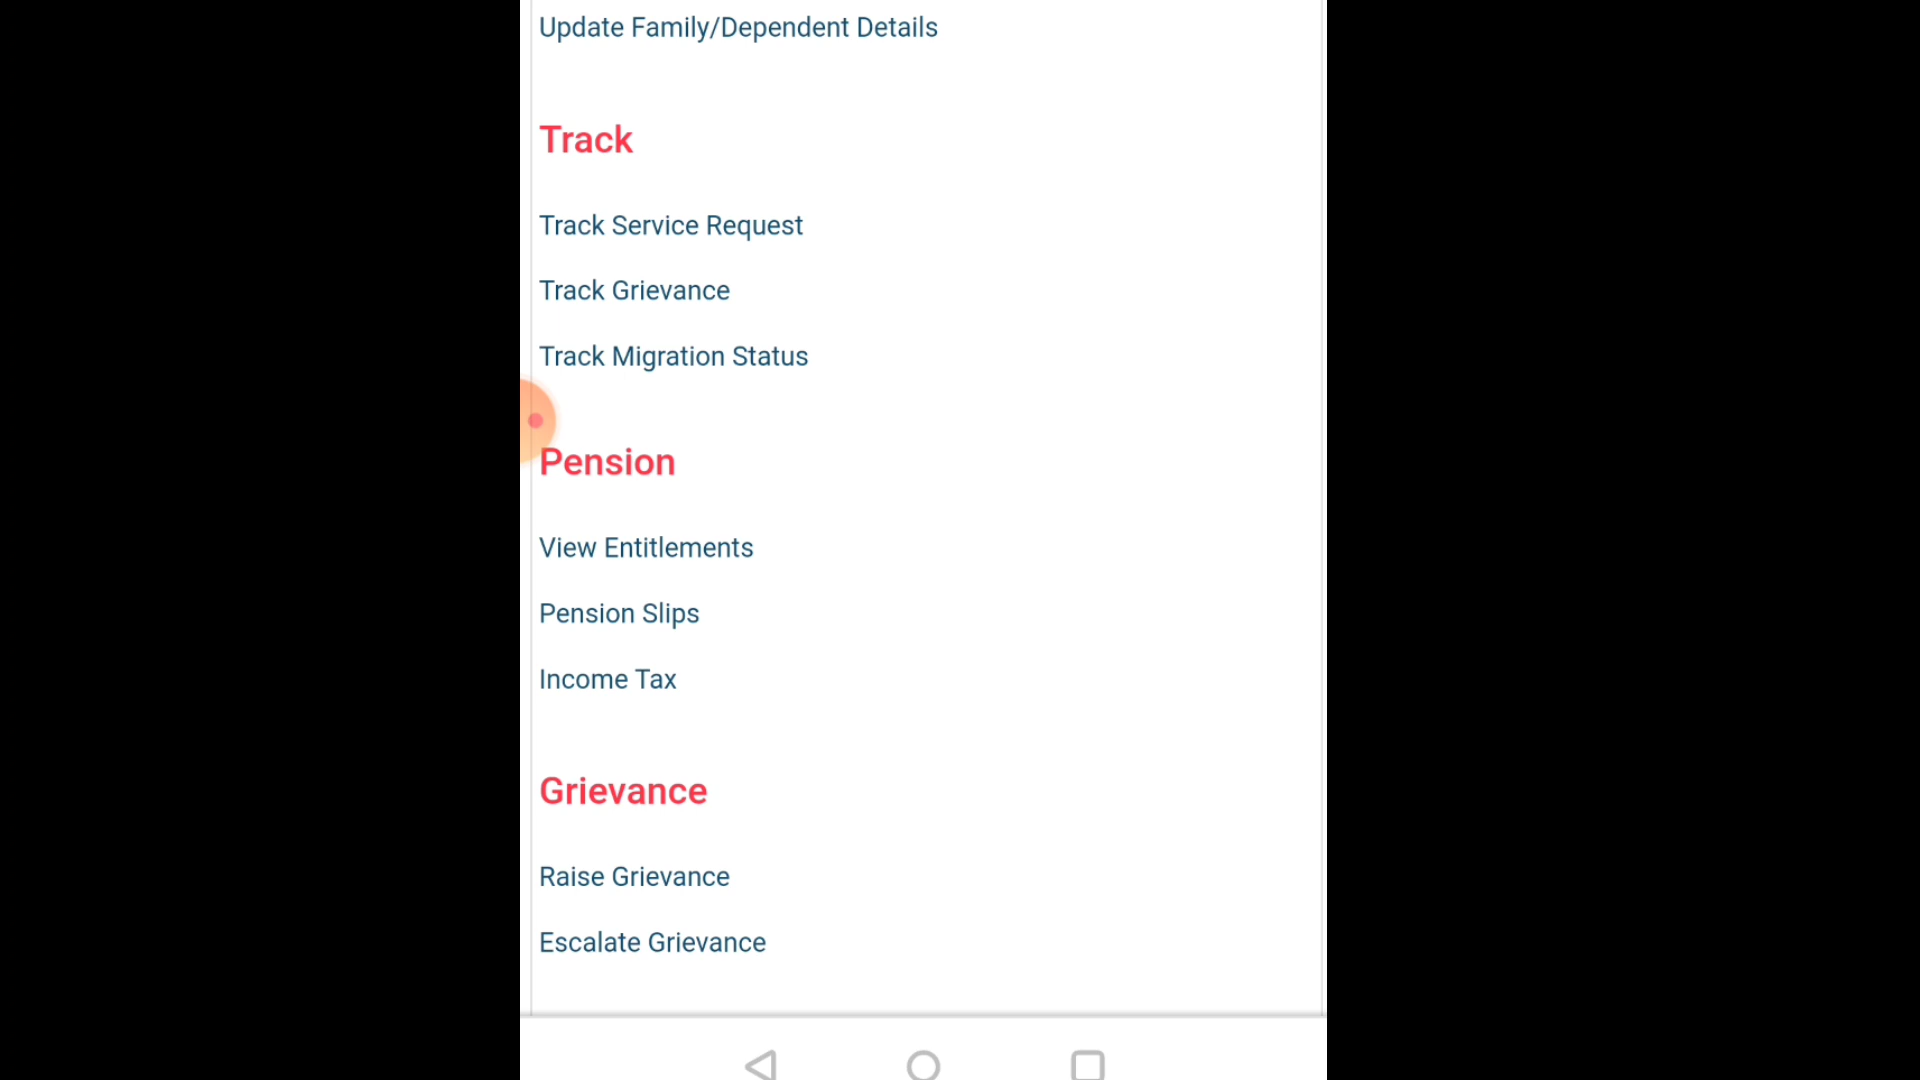 Update Family/Dependent Details
Track
Track Service Request
Track Grievance
Track Migration Status
Pension
View Entitlements
Pension Slips
Income Tax
Grievance
Raise Grievance
Escalate Grievance